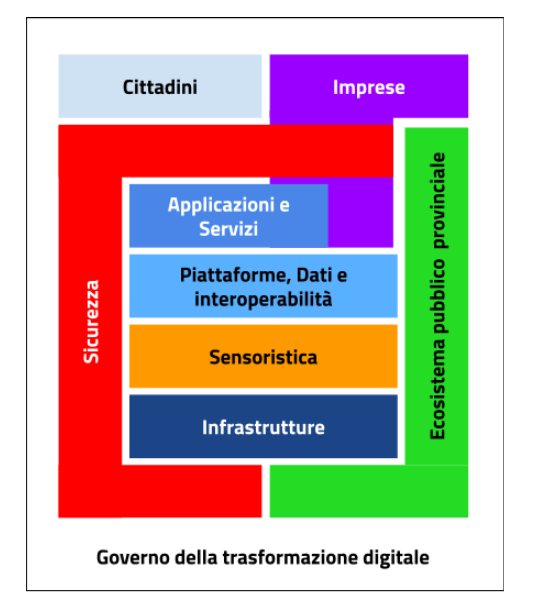 Cittadini
Imprese
Applicazioni e
Servizi
Piattaforme, Dati e
interoperabilità
Sensoristica
Infrastrutture
Sicurezza
Ecosistema pubblico provinciale
Governo della trasformazione digitale